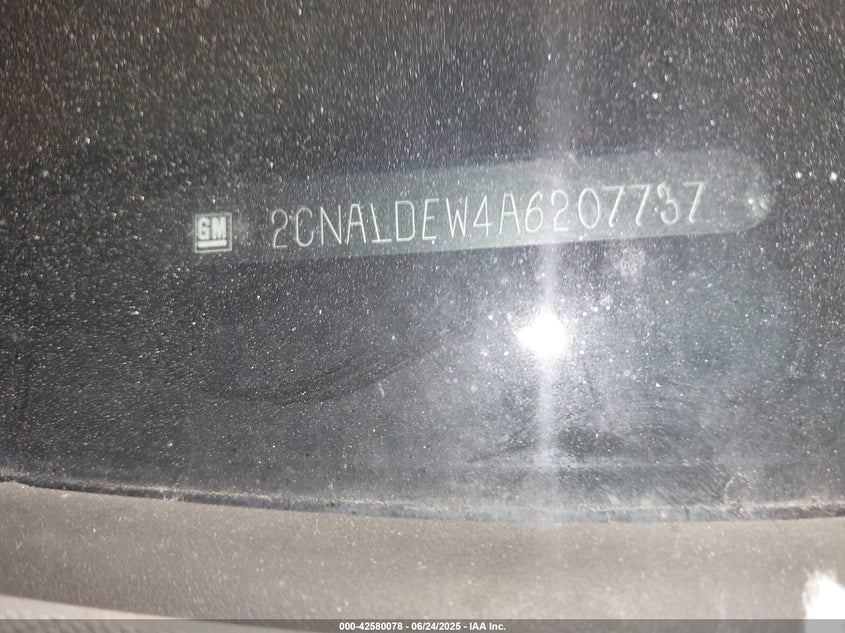 GM 2CNALDEW4A6207737
000-42580078 - 06/24/2025 - IAA Inc.